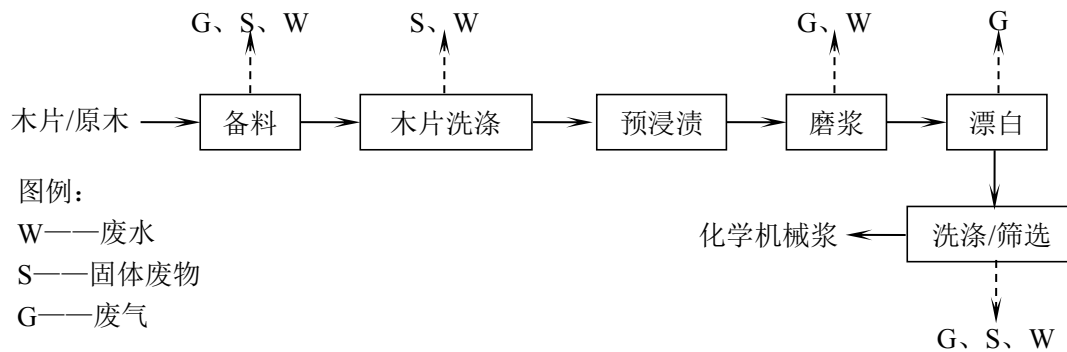 G、S、W
S、W
G、W
G
木片/原木
备料
木片洗涤
预浸渍
磨浆
漂白
图例：
W——废水
S——固体废物
G——废气
化学机械浆
洗涤/筛选
G、S、W